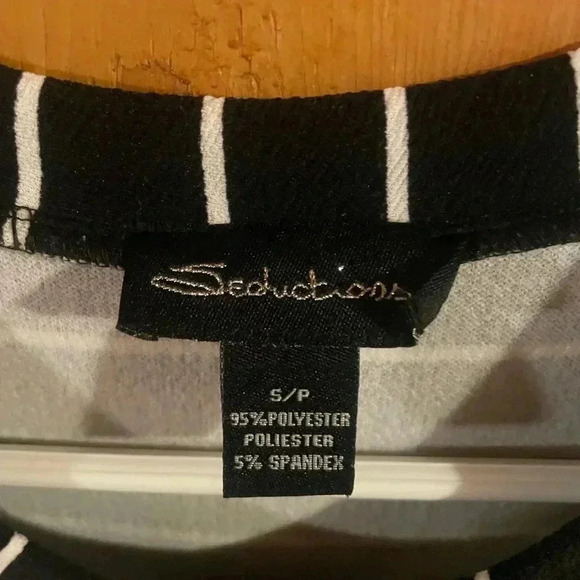 Seductions
S/P
95%POLYESTER
POLIESTER
5% SPANDEX